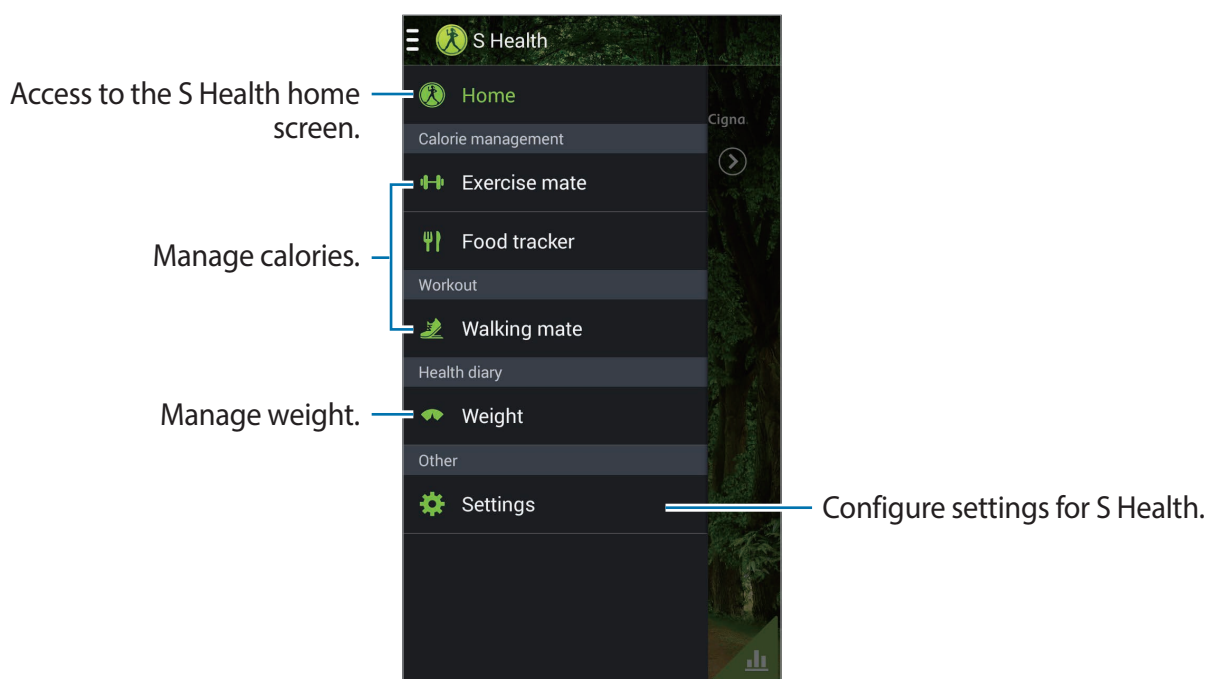 S Health
Access to the S Health home
screen.
Home
Cigna
Calorie management
Exercise mate
Manage calories.
Food tracker
Workout
Walking mate
Health diary
Manage weight.
Weight
Other
Settings
Configure settings for S Health.